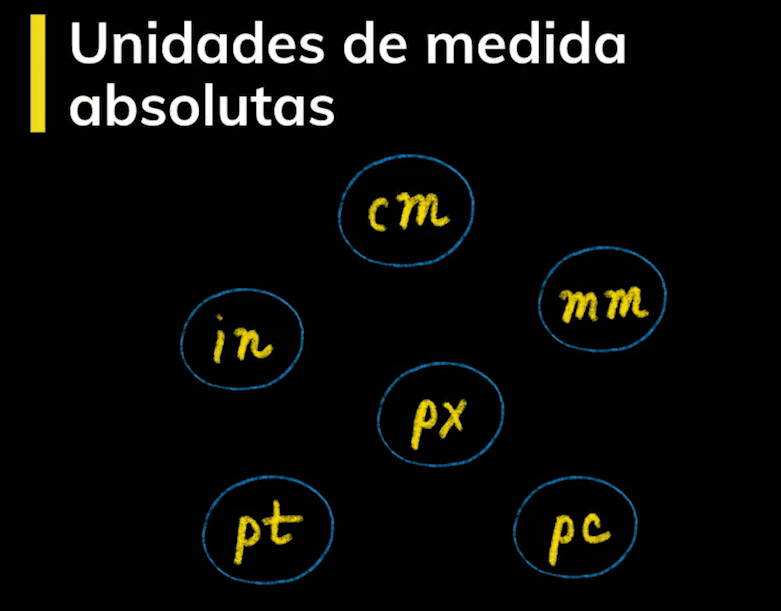 Unidades de medida
absolutas
cm
mm
in
px
pt
pc